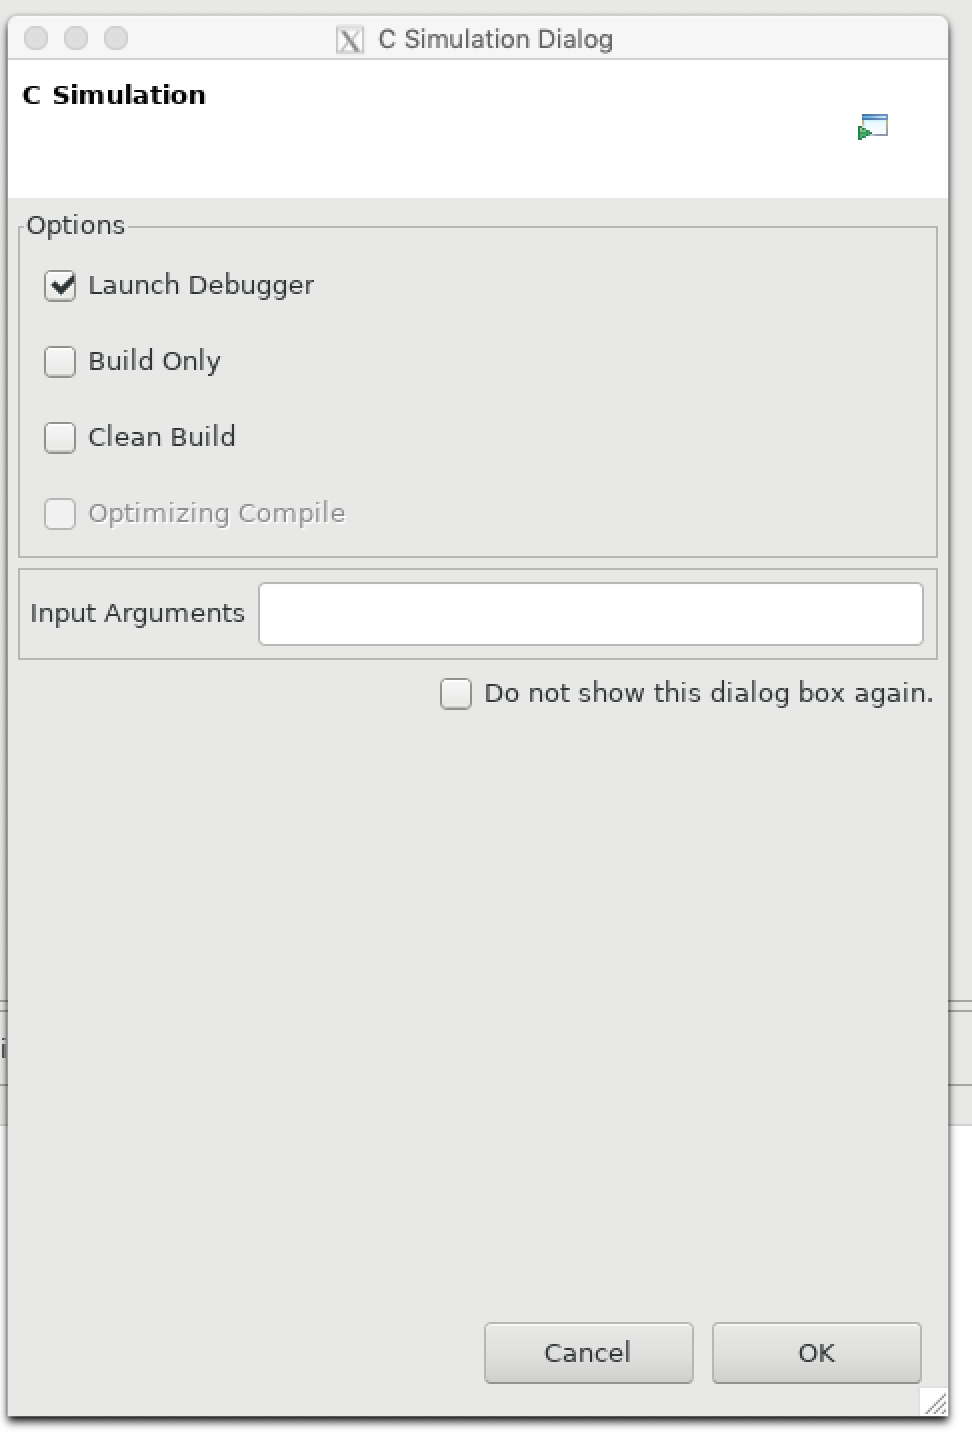 C Simulation Dialog
C Simulation
Options
Launch Debugger
Build Only
Clean Build
Optimizing Compile
Input Arguments
Do not show this dialog box again.
Cancel
OK